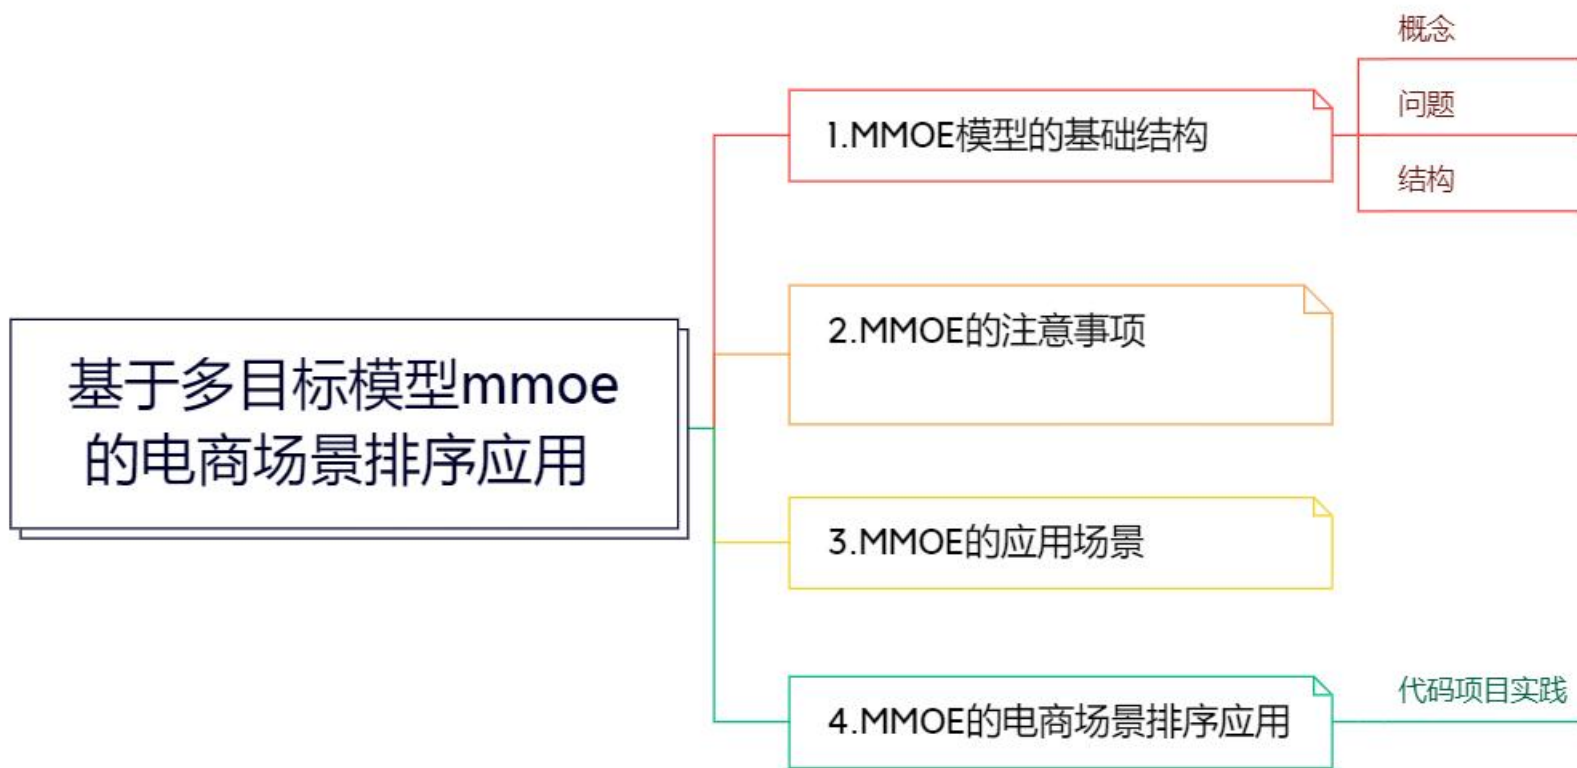 基于多目标模型mmoe
的电商场景排序应用
1.MMOE模型的基础结构
概念
问题
结构
2.MMOE的注意事项
3.MMOE的应用场景
4.MMOE的电商场景排序应用
代码项目实践